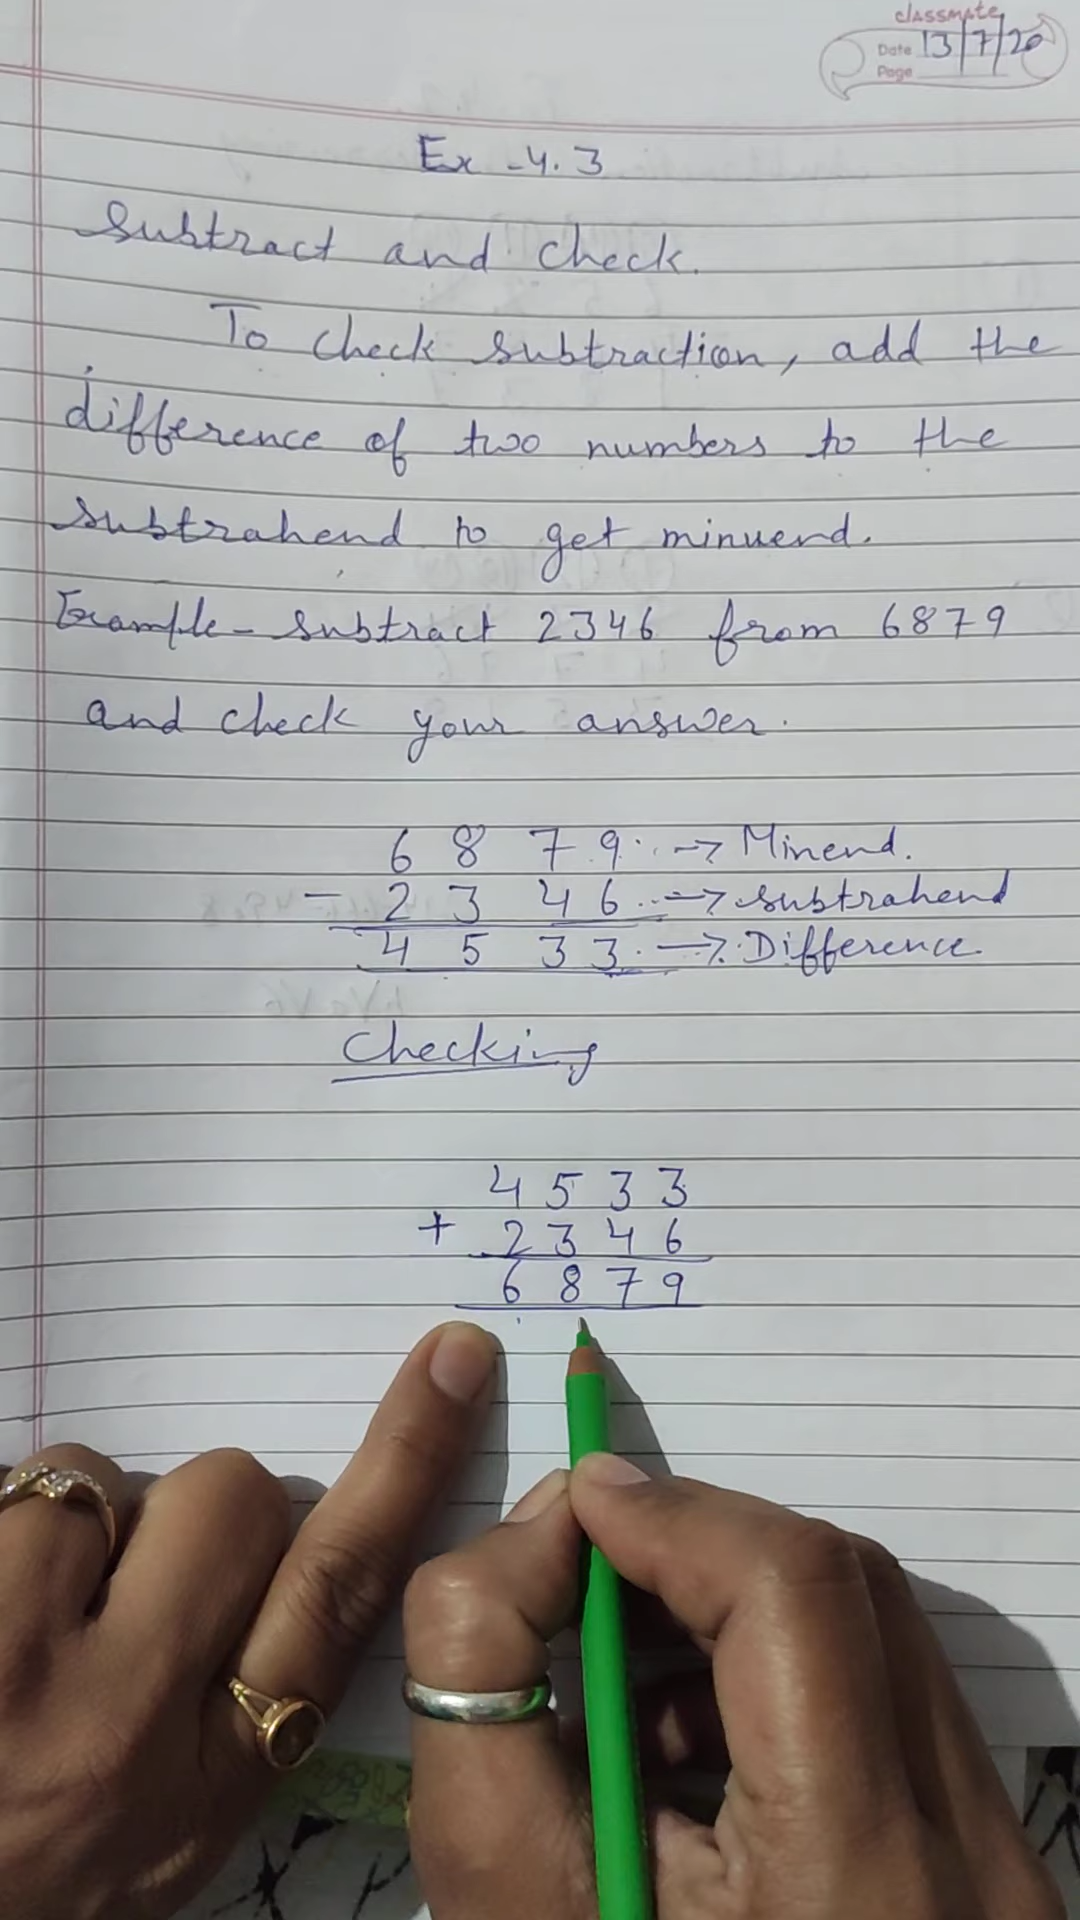 classmate
Date 13/7/20
Page
Ex - 4.3
Subtract and check.
To check subtraction, add the
difference of two numbers to the
subtrahend to get minuend.
Example - subtract 2346 from 6879
and check your answer.
6 8 7 9 → Minend.
- 2 3 4 6 → subtrahend
4 5 3 3 → Difference
Checking
4 5 3 3
+ 2 3 4 6
6 8 7 9